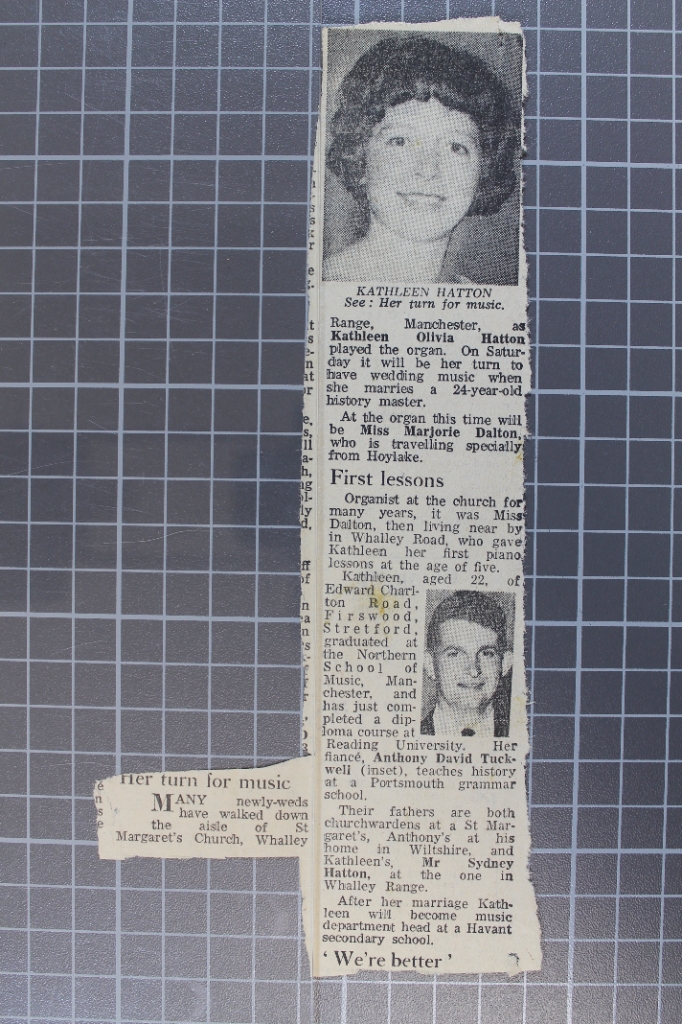 KATHLEEN HATTON
See: Her turn for music.
Her turn for music
MANY newly-weds
have walked down
the aisle of St
Margaret's Church, Whalley
Range, Manchester, as
Kathleen Olivia Hatton
played the organ. On Satur-
day it will be her turn to
have wedding music when
she marries a 24-year-old
history master.
At the organ this time will
be Miss Marjorie Dalton,
who is travelling specially
from Hoylake.
First lessons
Organist at the church for
many years, it was Miss
Dalton, then living near by
in Whalley Road, who gave
Kathleen her first piano
lessons at the age of five.
Kathleen, aged 22, of
Edward Charl-
ton Road,
Firswood,
Stretford,
graduated at
the Northern
School of
Music, Man-
chester, and
has just com-
pleted a dip-
loma course at
Reading University. Her
fiancé, Anthony David Tuck-
well (inset), teaches history
at a Portsmouth grammar
school.
Their fathers are both
churchwardens at a St Mar-
garet's, Anthony's at his
home in Wiltshire, and
Kathleen's, Mr Sydney
Hatton, at the one in
Whalley Range.
After her marriage Kath-
leen will become music
department head at a Havant
secondary school.
'We're better'